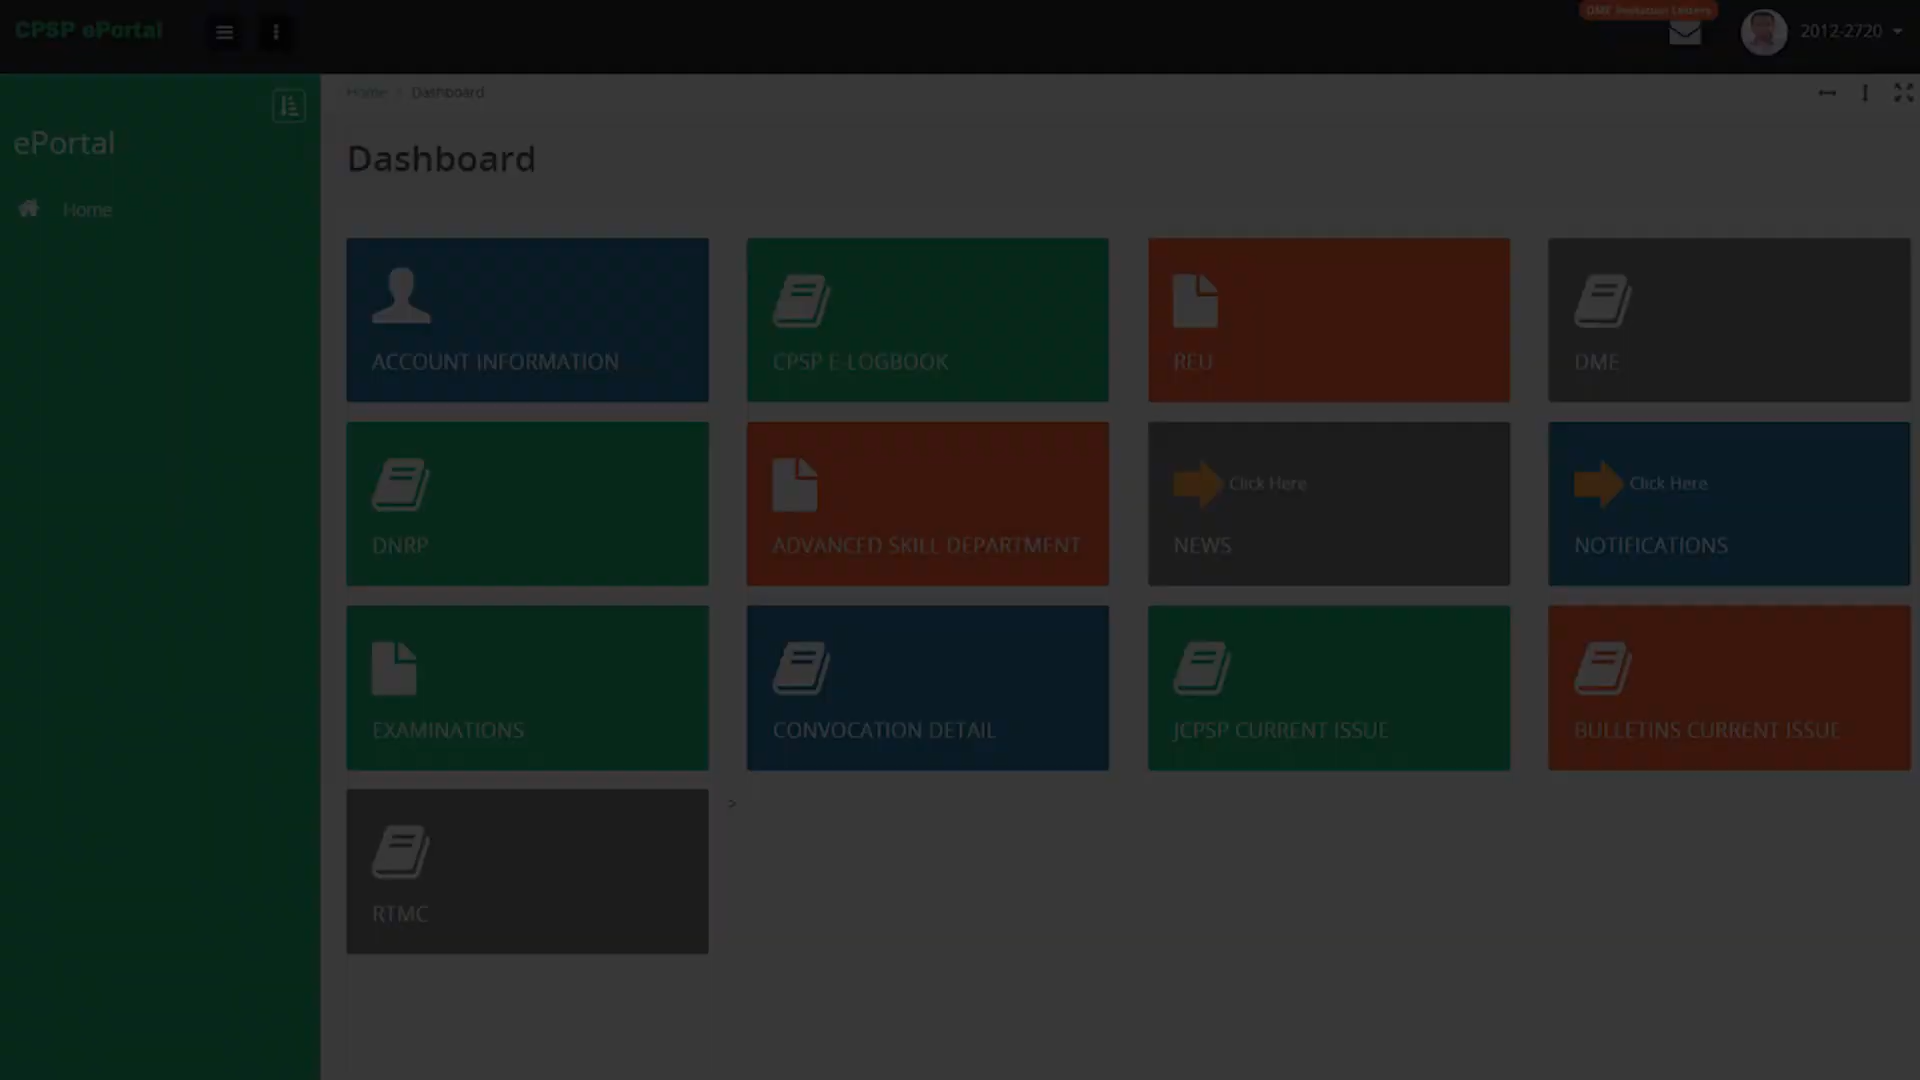 CPSP ePortal
2012-2720
ePortal
Home
Home
Dashboard
Dashboard
ACCOUNT INFORMATION
CPSP E LOGBOOK
REU
DME
DNRP
ADVANCED SKILL DEPARTMENT
Click Here
NEWS
Click Here
NOTIFICATIONS
EXAMINATIONS
CONVOCATION DETAIL
JCPSP CURRENT ISSUE
BULLETINS CURRENT ISSUE
RTMC
>